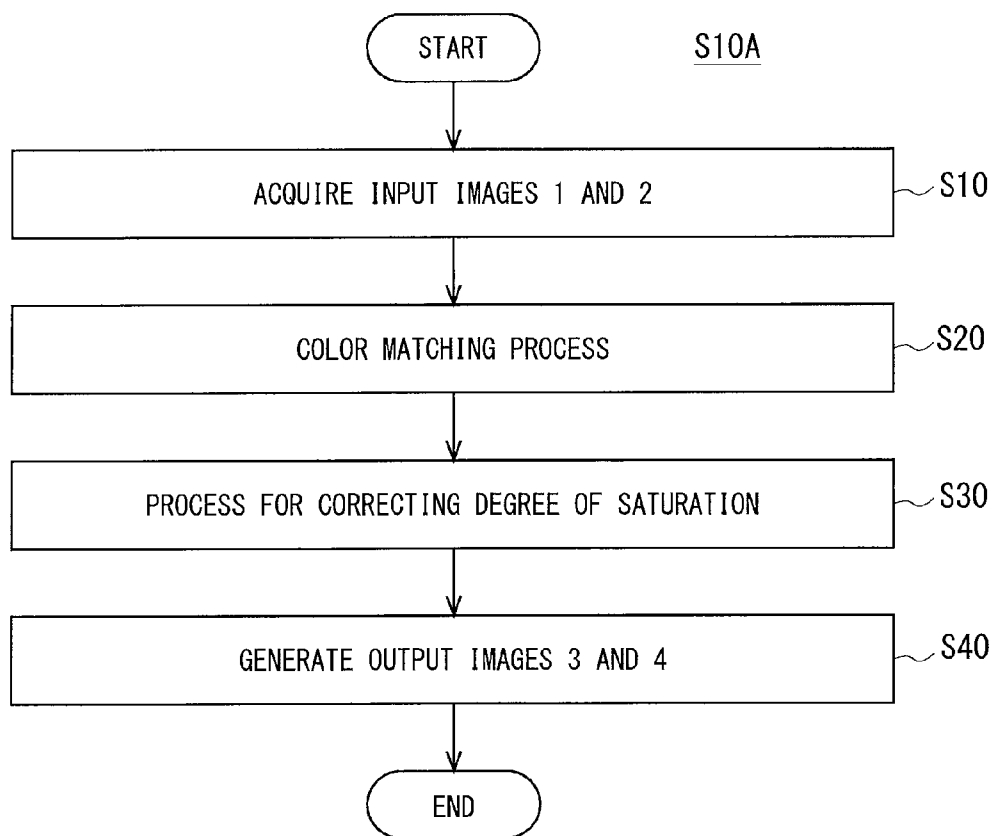 START
S10A
ACQUIRE INPUT IMAGES 1 AND 2
S10
COLOR MATCHING PROCESS
S20
PROCESS FOR CORRECTING DEGREE OF SATURATION
S30
GENERATE OUTPUT IMAGES 3 AND 4
S40
END